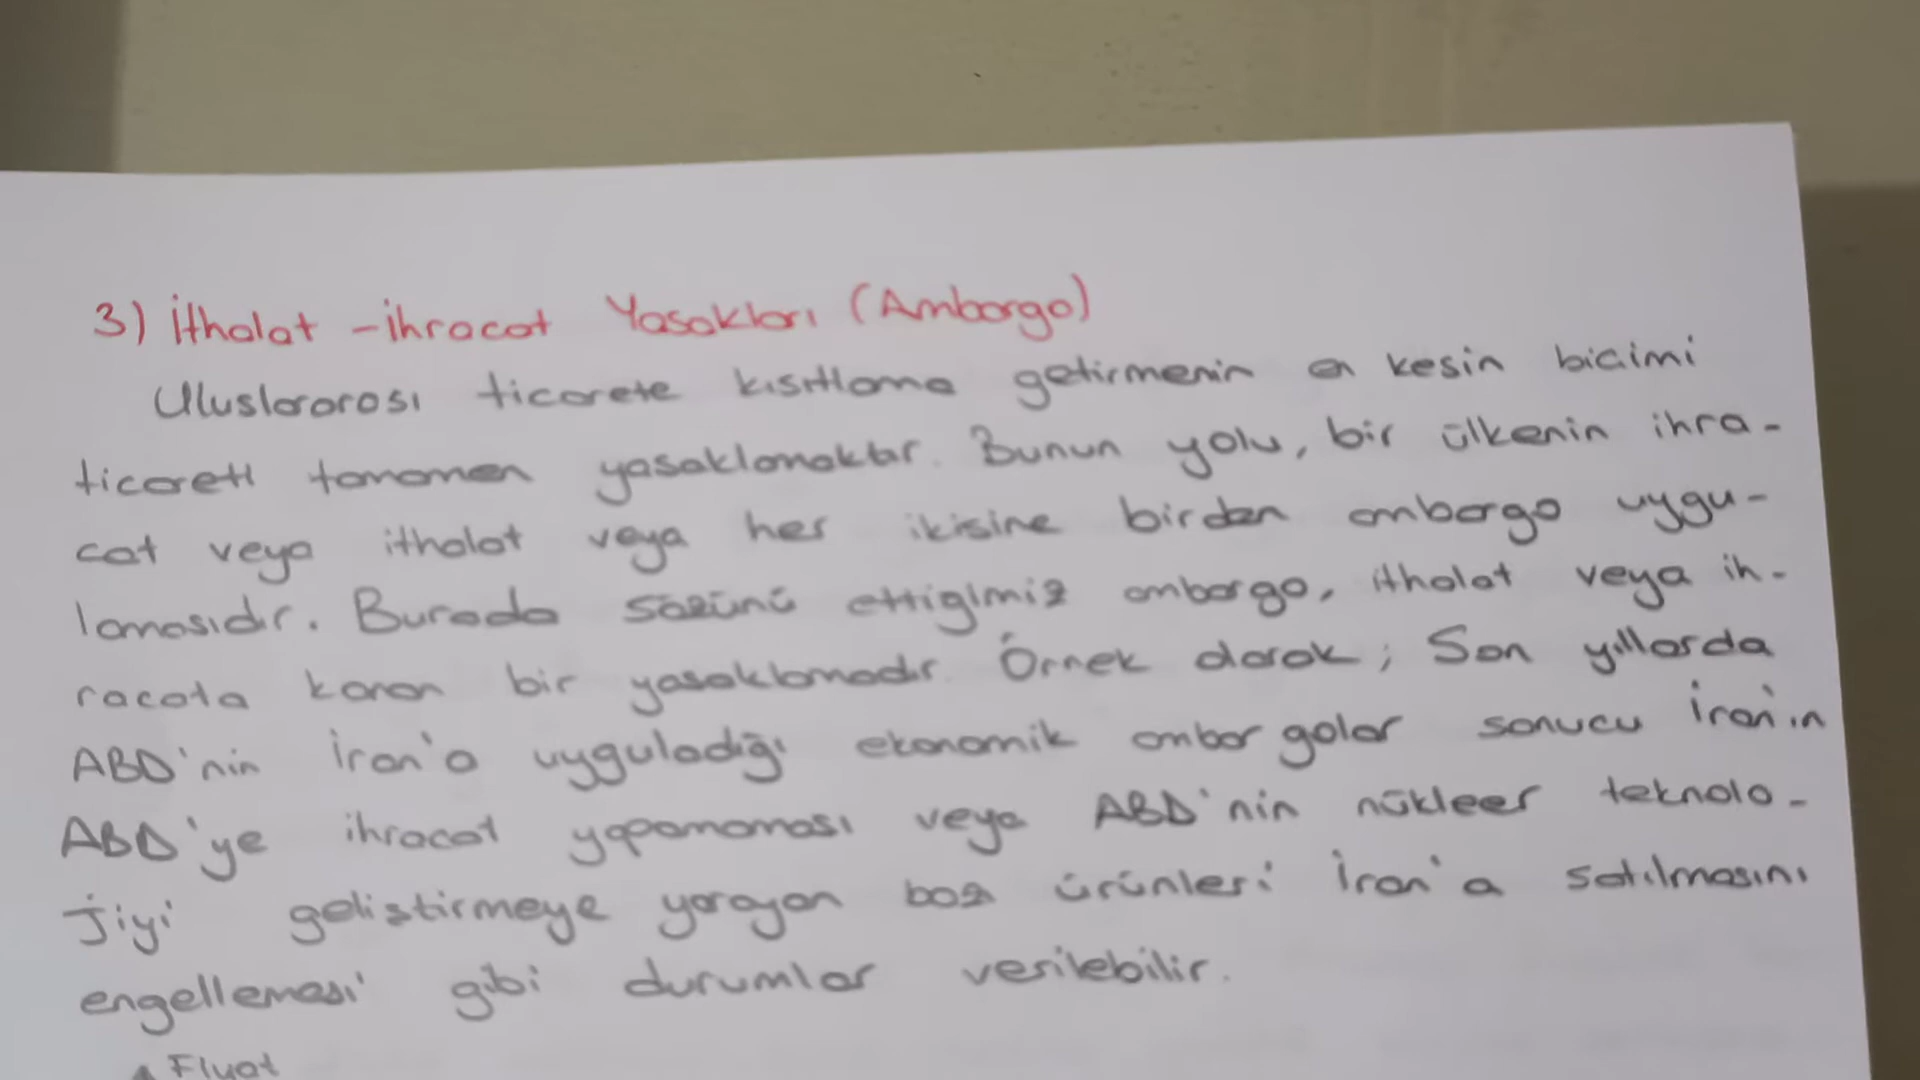 3) İthalat -ihracat Yasakları (Ambargo)
Uluslararası ticarete kısıtlama getirmenin en kesin biçimi
ticareti tamamen yasaklamaktır. Bunun yolu, bir ülkenin ihra-
cat veya ithalat veya her ikisine birden ambargo uygu-
lamasıdır. Burada sözünü ettiğimiz ambargo, ithalat veya ih-
racata konan bir yasaklamadır. Örnek olarak; Son yıllarda
ABD'nin İran'a uyguladığı ekonomik ambargolar sonucu İran'ın
ABD'ye ihracat yapamaması veya ABD'nin nükleer teknolo-
jiyi geliştirmeye yarayan bazı ürünleri İran'a satılmasını
engellemesi gibi durumlar verilebilir.
Fiyat